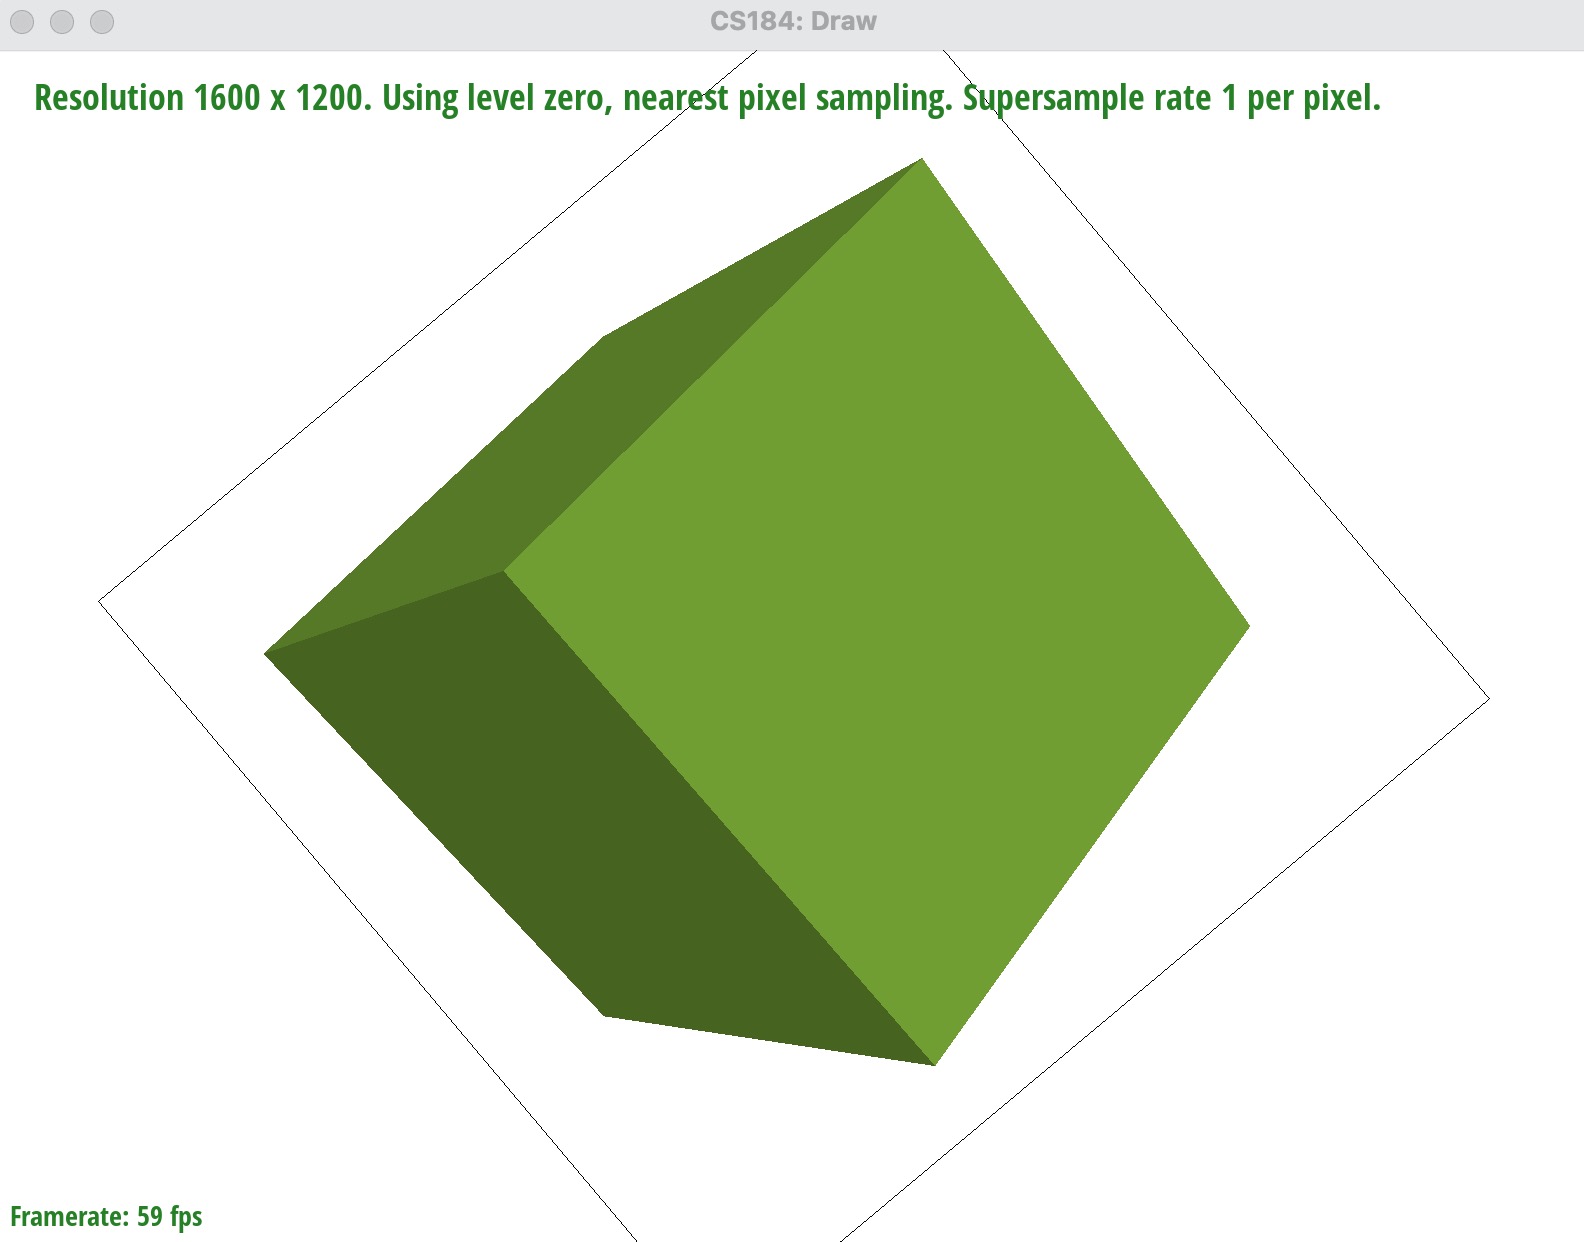 CS184: Draw
Resolution 1600 x 1200. Using level zero, nearest pixel sampling. Supersample rate 1 per pixel.
Framerate: 59 fps